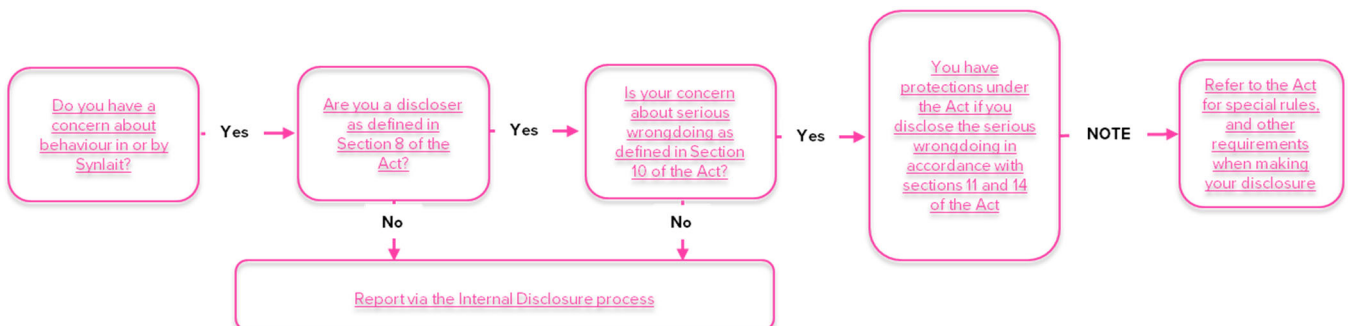 Do you have a
concern about
behaviour in or by
Synlait?
Yes
Are you a discloser
as defined in
Section 8 of the
Act?
Yes
Is your concern
about serious
wrongdoing as
defined in Section
10 of the Act?
Yes
You have
protections under
the Act if you
disclose the serious
wrongdoing in
accordance with
sections 11 and 14
of the Act
NOTE
Refer to the Act
for special rules,
and other
requirements
when making
your disclosure
No
No
Report via the Internal Disclosure process